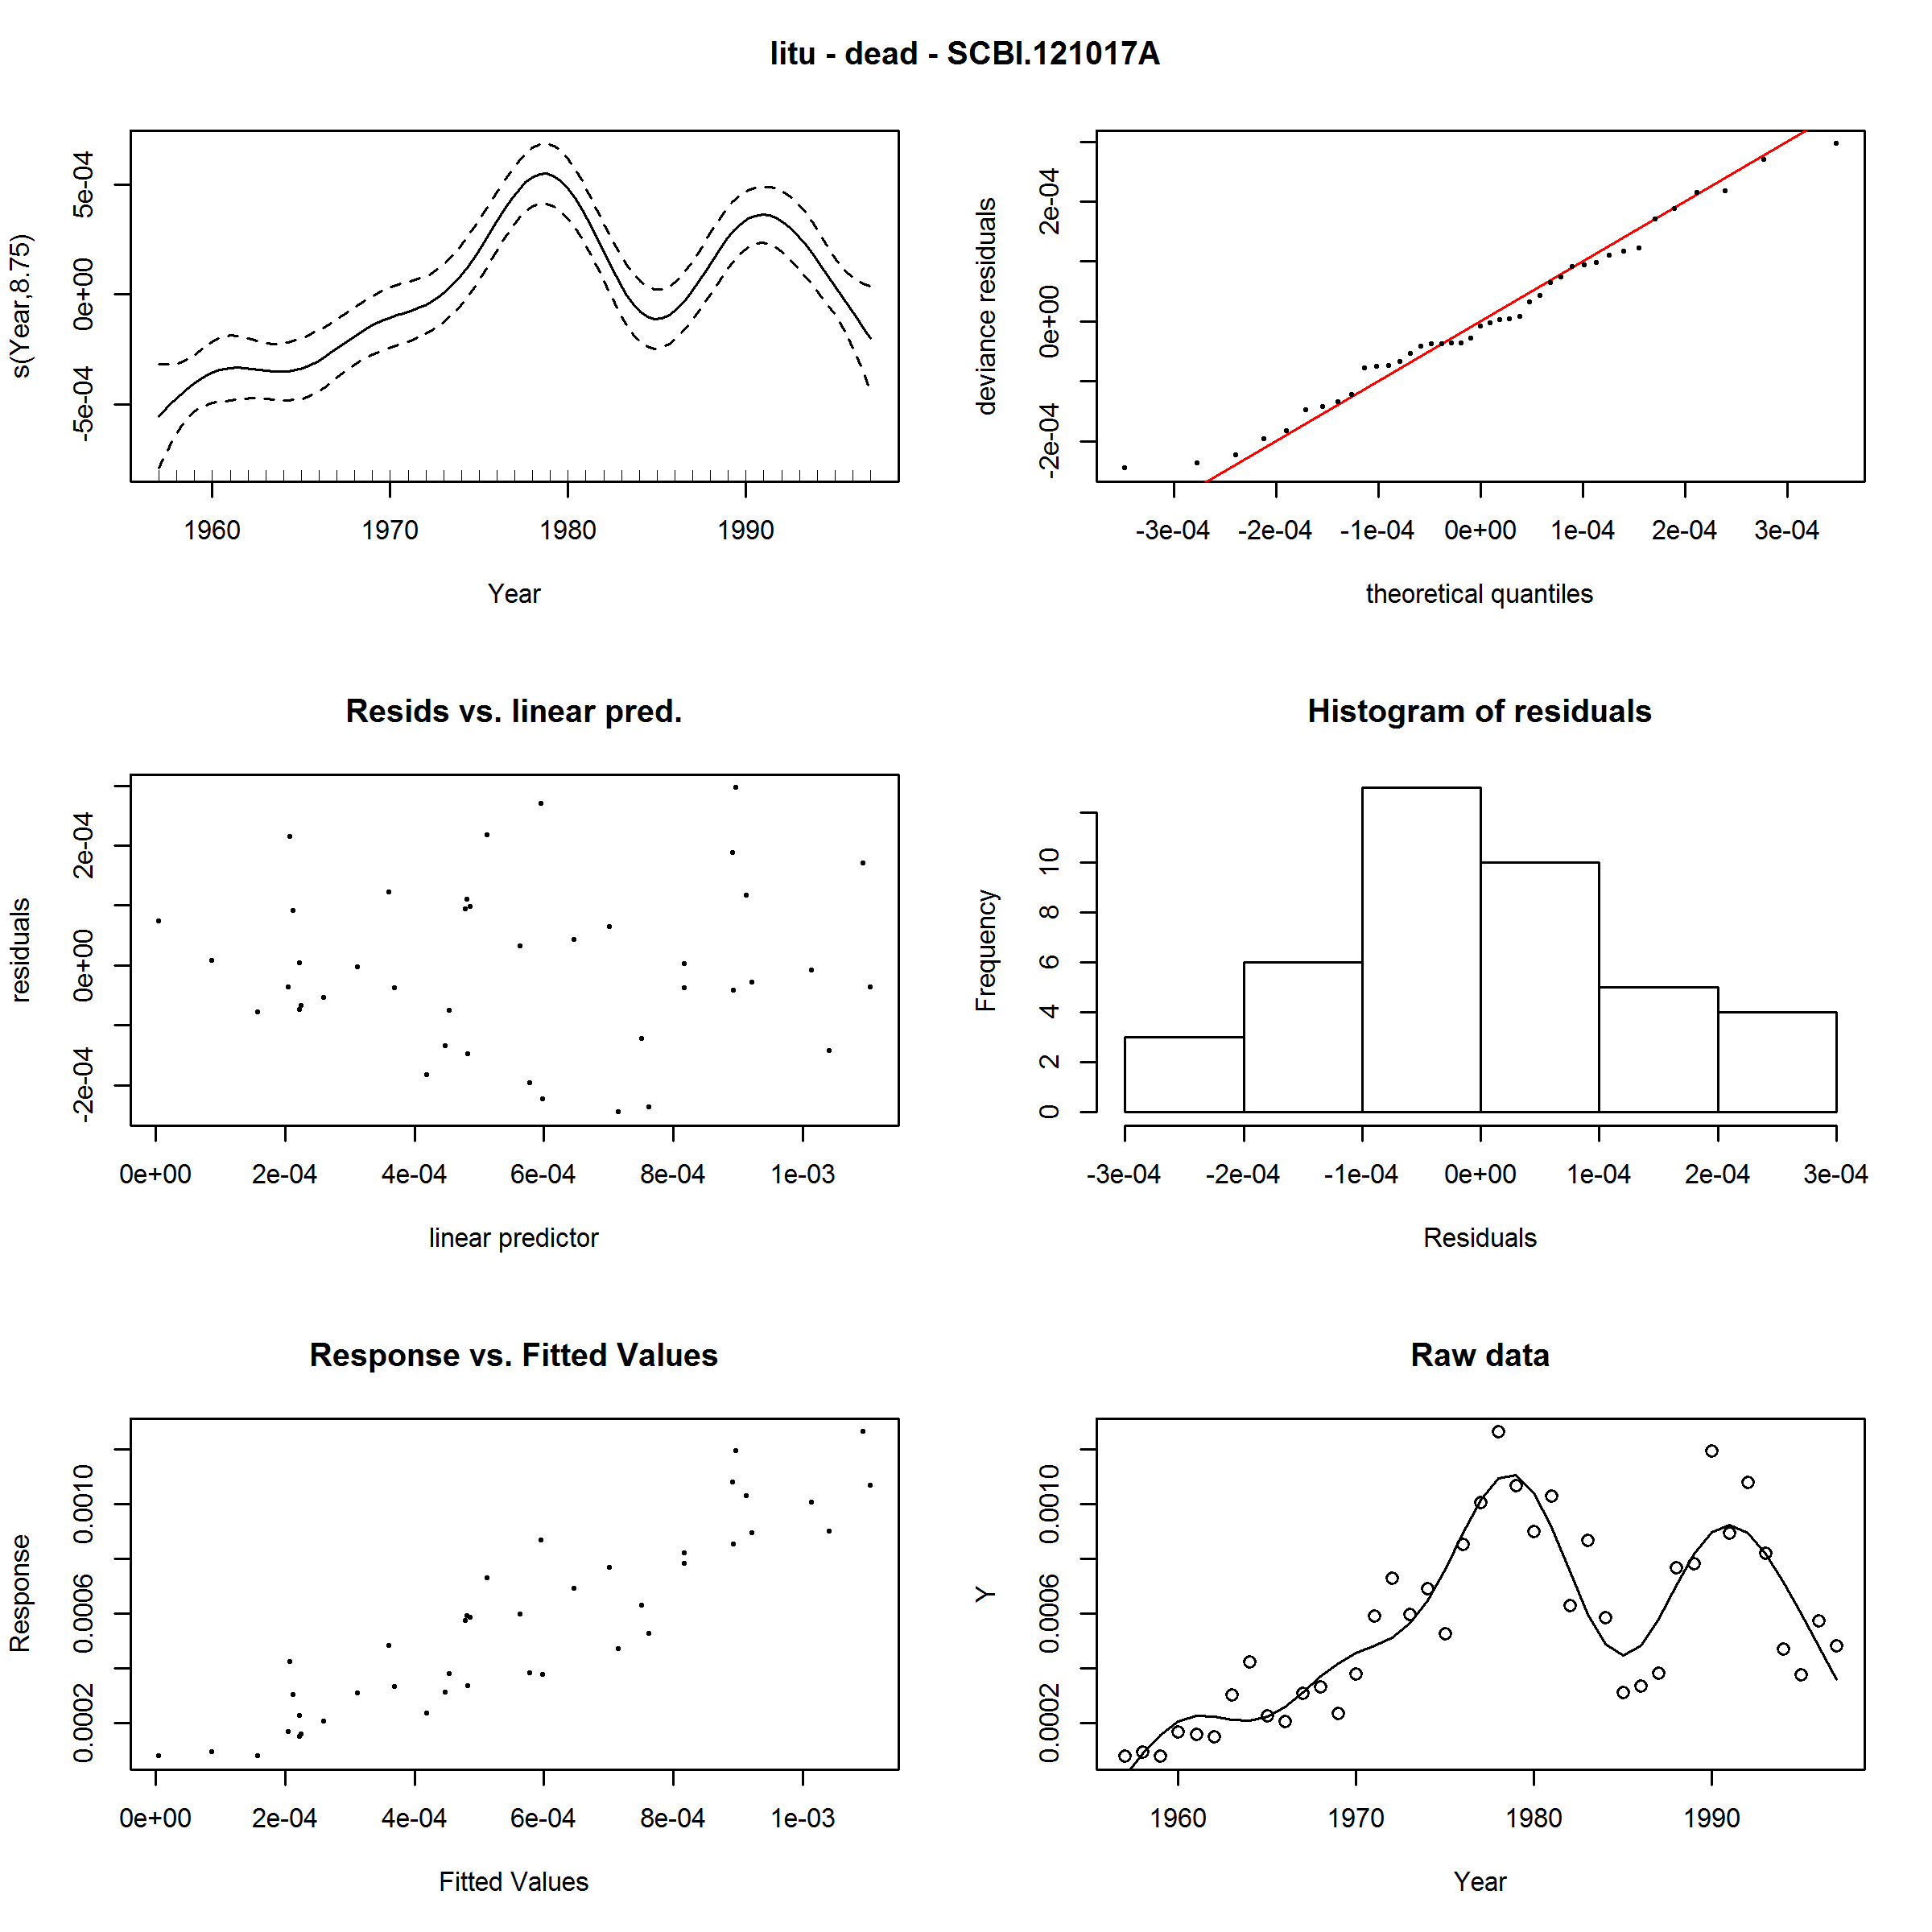 litu - dead - SCBI.121017A
s(Year,8.75)
-5e-04 0e+00 5e-04
1960 1970 1980 1990
Year
deviance residuals
-2e-04 0e+00 2e-04
-3e-04 -2e-04 -1e-04 0e+00 1e-04 2e-04 3e-04
theoretical quantiles
Resids vs. linear pred.
residuals
-2e-04 0e+00 2e-04
0e+00 2e-04 4e-04 6e-04 8e-04 1e-03
linear predictor
Histogram of residuals
Frequency
0 2 4 6 8 10
-3e-04 -2e-04 -1e-04 0e+00 1e-04 2e-04 3e-04
Residuals
Response vs. Fitted Values
Response
0.0002 0.0006 0.0010
0e+00 2e-04 4e-04 6e-04 8e-04 1e-03
Fitted Values
Raw data
Y
0.0002 0.0006 0.0010
1960 1970 1980 1990
Year